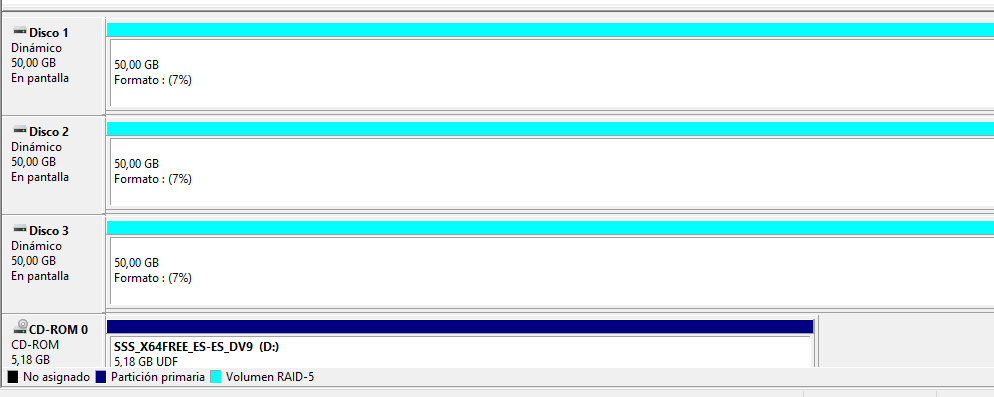 Disco 1
Dinámico
50,00 GB
En pantalla
50,00 GB
Formato : (7%)
Disco 2
Dinámico
50,00 GB
En pantalla
50,00 GB
Formato : (7%)
Disco 3
Dinámico
50,00 GB
En pantalla
50,00 GB
Formato : (7%)
CD-ROM 0
CD-ROM
5,18 GB
SSS_X64FREE_ES-ES_DV9 (D:)
5,18 GB UDF
No asignado Partición primaria Volumen RAID-5